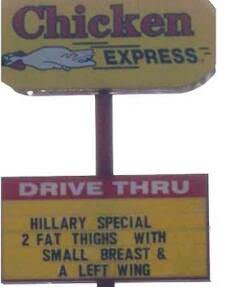 Chicken
EXPRESS
DRIVE THRU
HILLARY SPECIAL
2 FAT THIGHS WITH
SMALL BREAST &
A LEFT WING